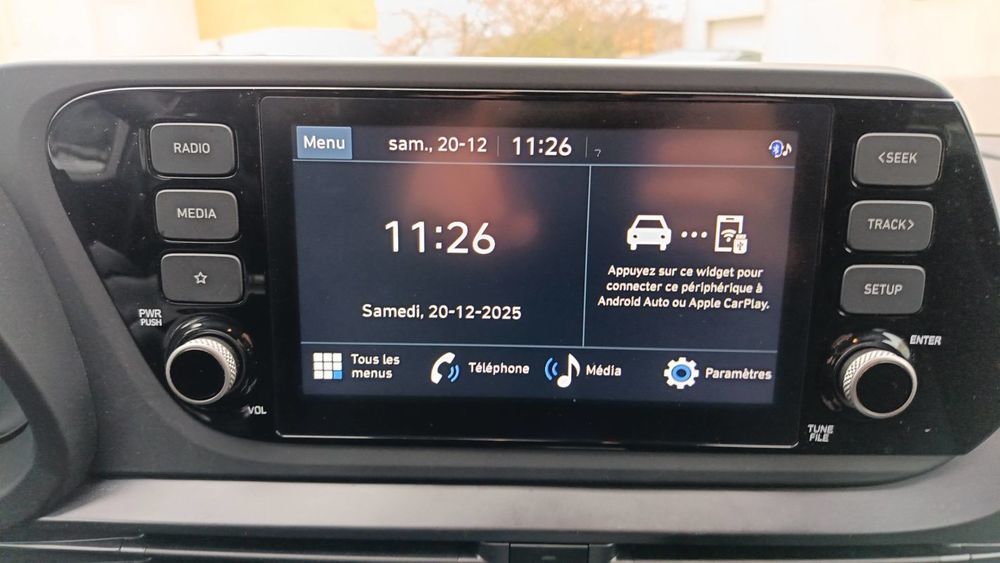 RADIO
MEDIA
☆
PWR
PUSH
VOL
Menu
sam., 20-12
11:26
?
11:26
Samedi, 20-12-2025
Appuyez sur ce widget pour
connecter ce périphérique à
Android Auto ou Apple CarPlay.
Tous les
menus
Téléphone
Média
Paramètres
<SEEK
TRACK>
SETUP
ENTER
TUNE
FILE